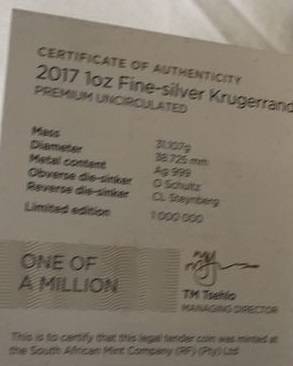 CERTIFICATE OF AUTHENTICITY
2017 1oz Fine-silver Krugerrand
PREMIUM UNCIRCULATED
Mass 31.107g
Diameter 38.725 mm
Metal content Ag 999
Obverse die-sinker O Schultz
Reverse die-sinker CL Steynberg
Limited edition 1 000 000
ONE OF
A MILLION
TM Tsehlo
MANAGING DIRECTOR
This is to certify that this legal tender coin was minted at
the South African Mint Company (RF) (Pty) Ltd